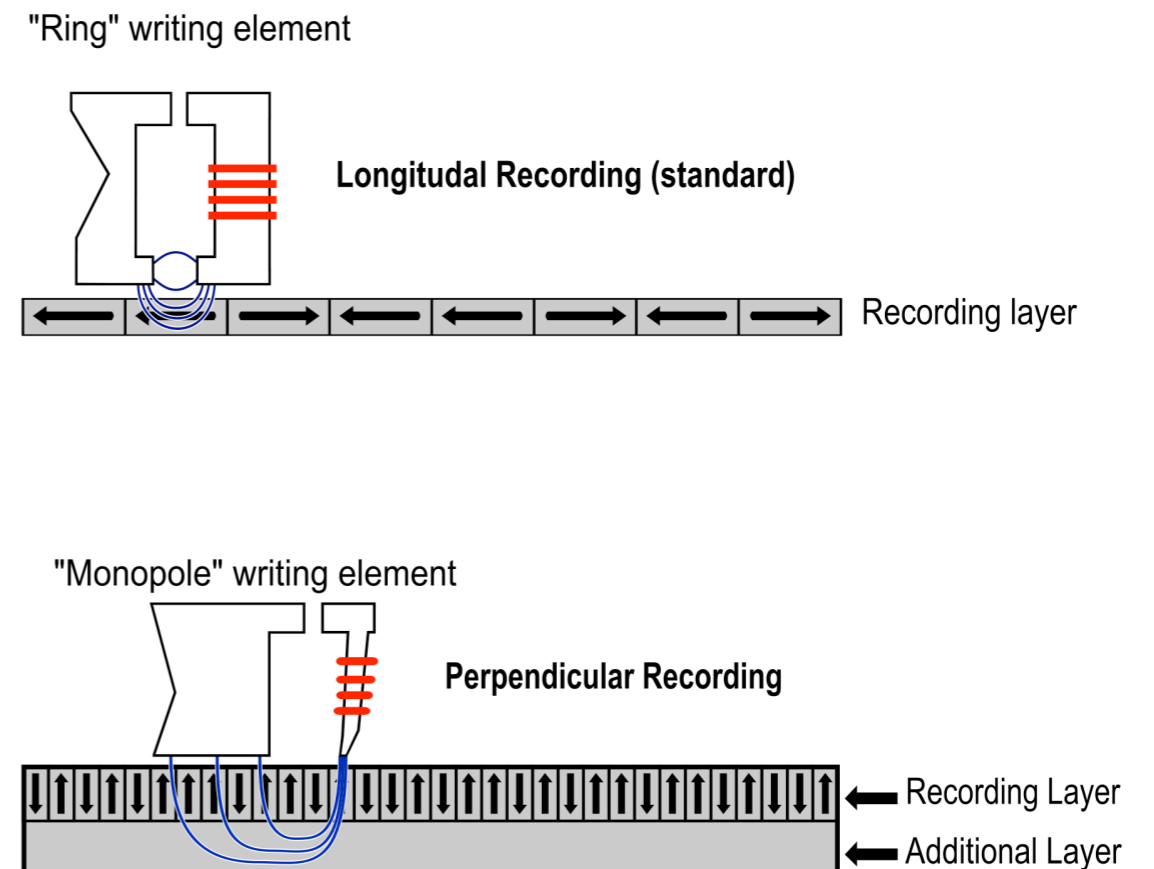 "Ring" writing element
Longitudal Recording (standard)
Recording layer
"Monopole" writing element
Perpendicular Recording
Recording Layer
Additional Layer